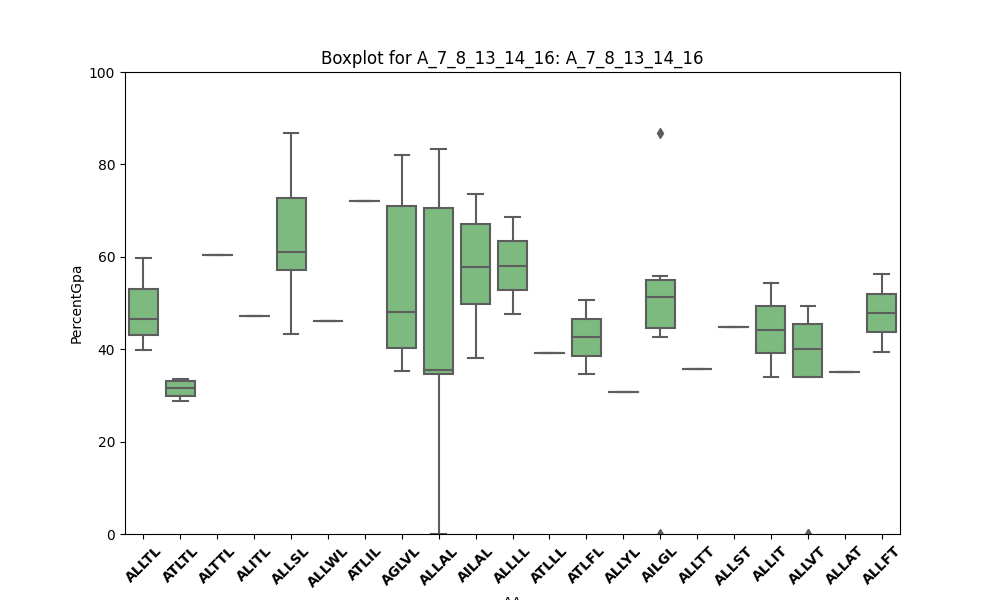 Boxplot for A_7_8_13_14_16: A_7_8_13_14_16
PercentGpa
100
80
60
40
20
0
ALLTL
ATLTL
ALTTL
ALITL
ALLSL
ALLWL
ATLIL
AGLVL
ALLAL
AILAL
ALLLL
ATLLL
ATLFL
ALLYL
AILGL
ALLTT
ALLST
ALLIT
ALLVT
ALLAT
ALLFT